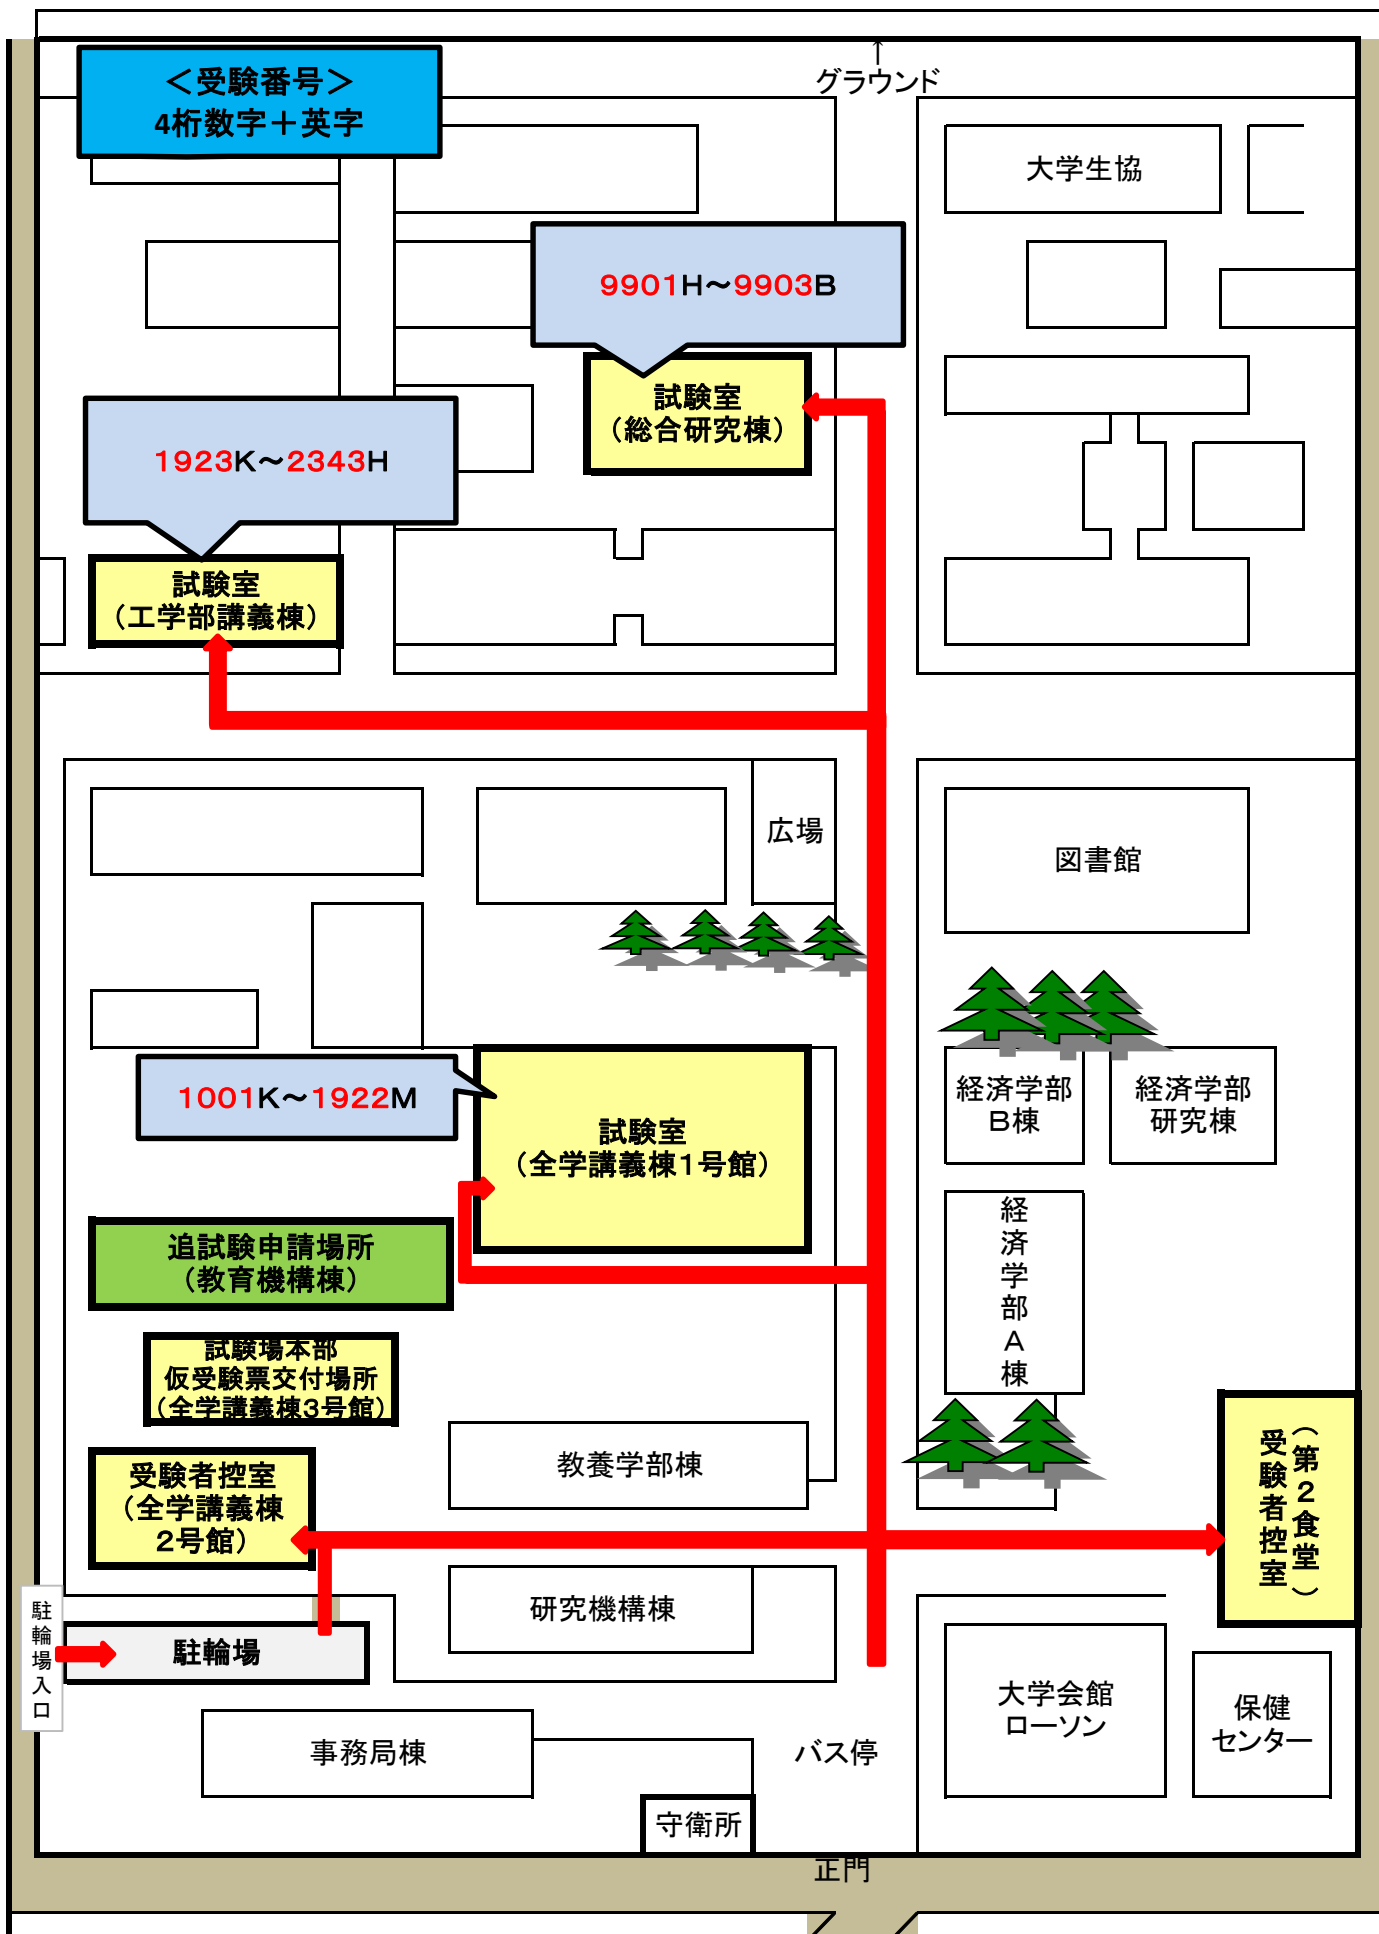 ↑
グラウンド
＜受験番号＞
4桁数字＋英字
大学生協
9901H～9903B
試験室
（総合研究棟）
1923K～2343H
試験室
（工学部講義棟）
広場
図書館
1001K～1922M
試験室
（全学講義棟１号館）
経済学部
Ｂ棟
経済学部
研究棟
追試験申請場所
（教育機構棟）
経済学部Ａ棟
試験場本部
仮受験票交付場所
（全学講義棟3号館）
受験者控室
（第２食堂）
教養学部棟
受験者控室
（全学講義棟
２号館）
駐輪場入口
駐輪場
研究機構棟
大学会館
ローソン
保健
センター
事務局棟
バス停
守衛所
正門